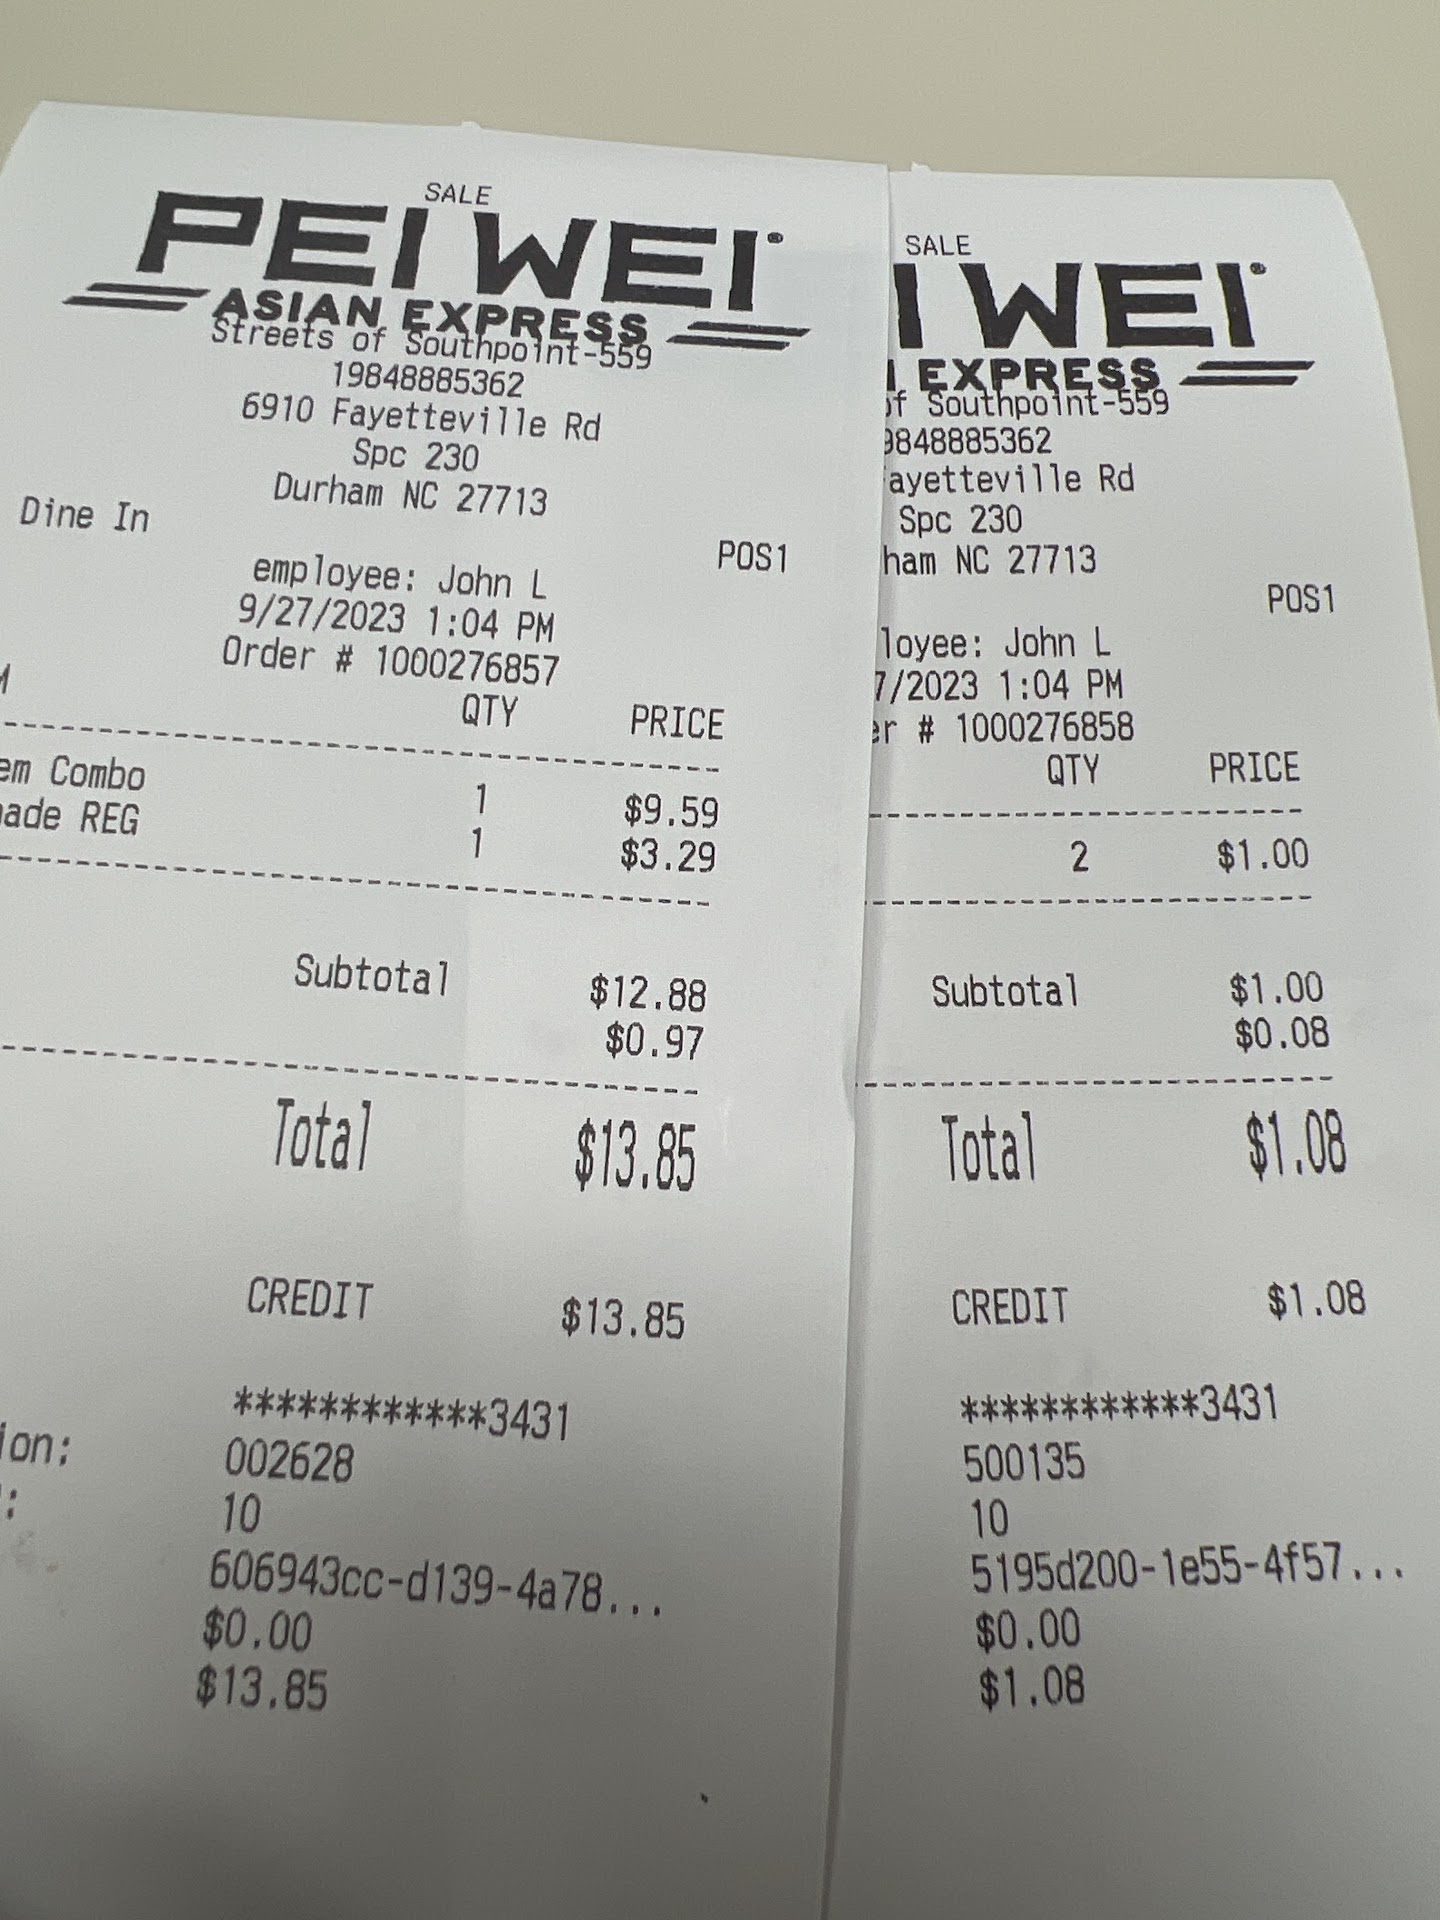 SALE
PEI WEI®
ASIAN EXPRESS
Streets of Southpoint-559
19848885362
6910 Fayetteville Rd
Spc 230
Durham NC 27713
Dine In
POS1
employee: John L
9/27/2023 1:04 PM
Order # 1000276857
M
QTY PRICE
em Combo 1 $9.59
ade REG 1 $3.29
Subtotal $12.88
$0.97
Total $13.85
CREDIT $13.85
************3431
ion: 002628
: 10
606943cc-d139-4a78...
$0.00
$13.85
SALE
I WEI®
EXPRESS
of Southpoint-559
9848885362
ayetteville Rd
Spc 230
ham NC 27713
POS1
loyee: John L
7/2023 1:04 PM
er # 1000276858
QTY PRICE
2 $1.00
Subtotal $1.00
$0.08
Total $1.08
CREDIT $1.08
************3431
500135
10
5195d200-1e55-4f57...
$0.00
$1.08